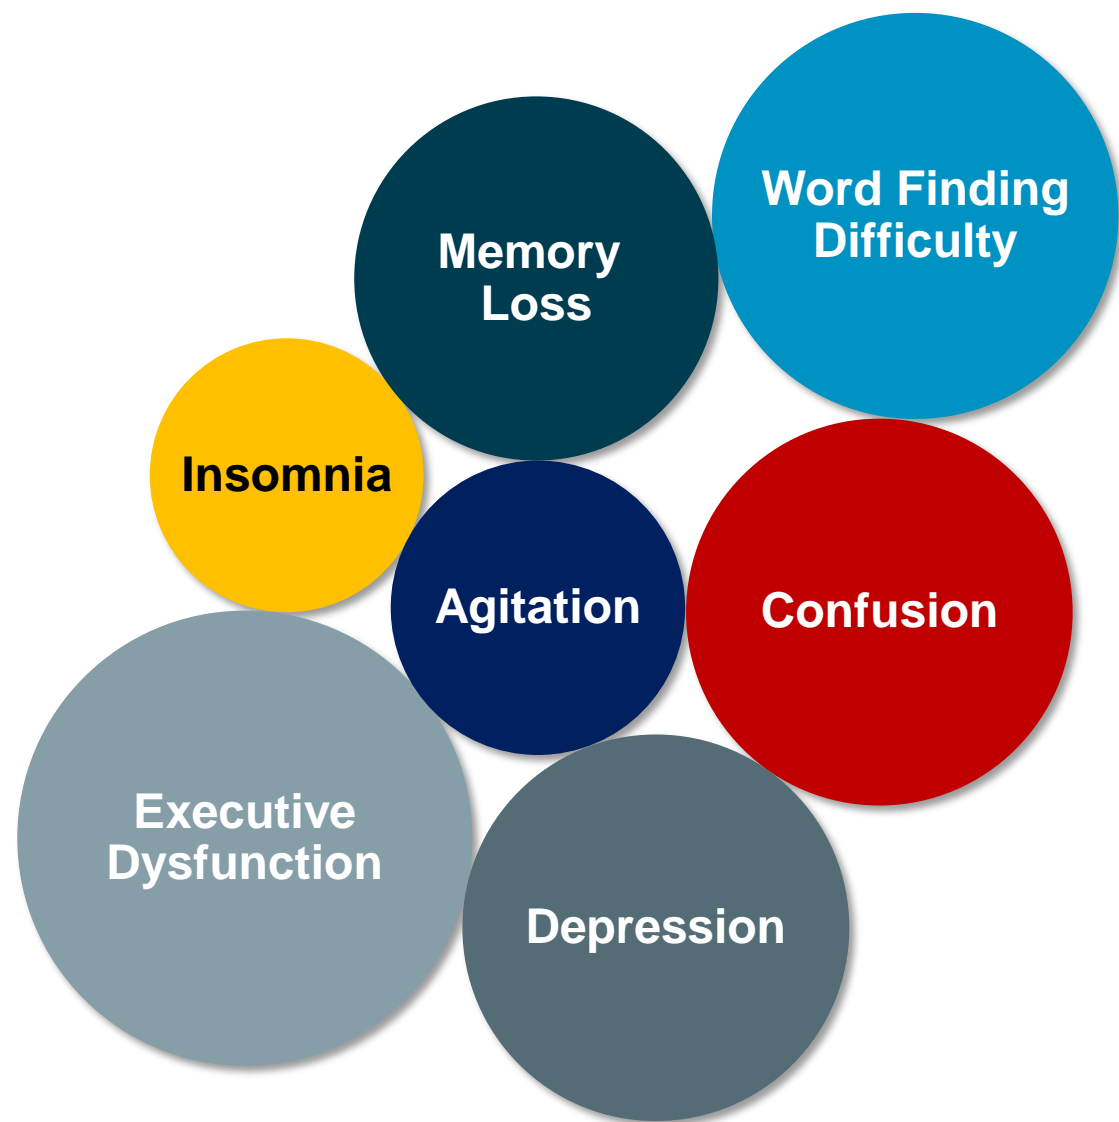 Word Finding
Difficulty
Memory
Loss
Insomnia
Agitation
Confusion
Executive
Dysfunction
Depression